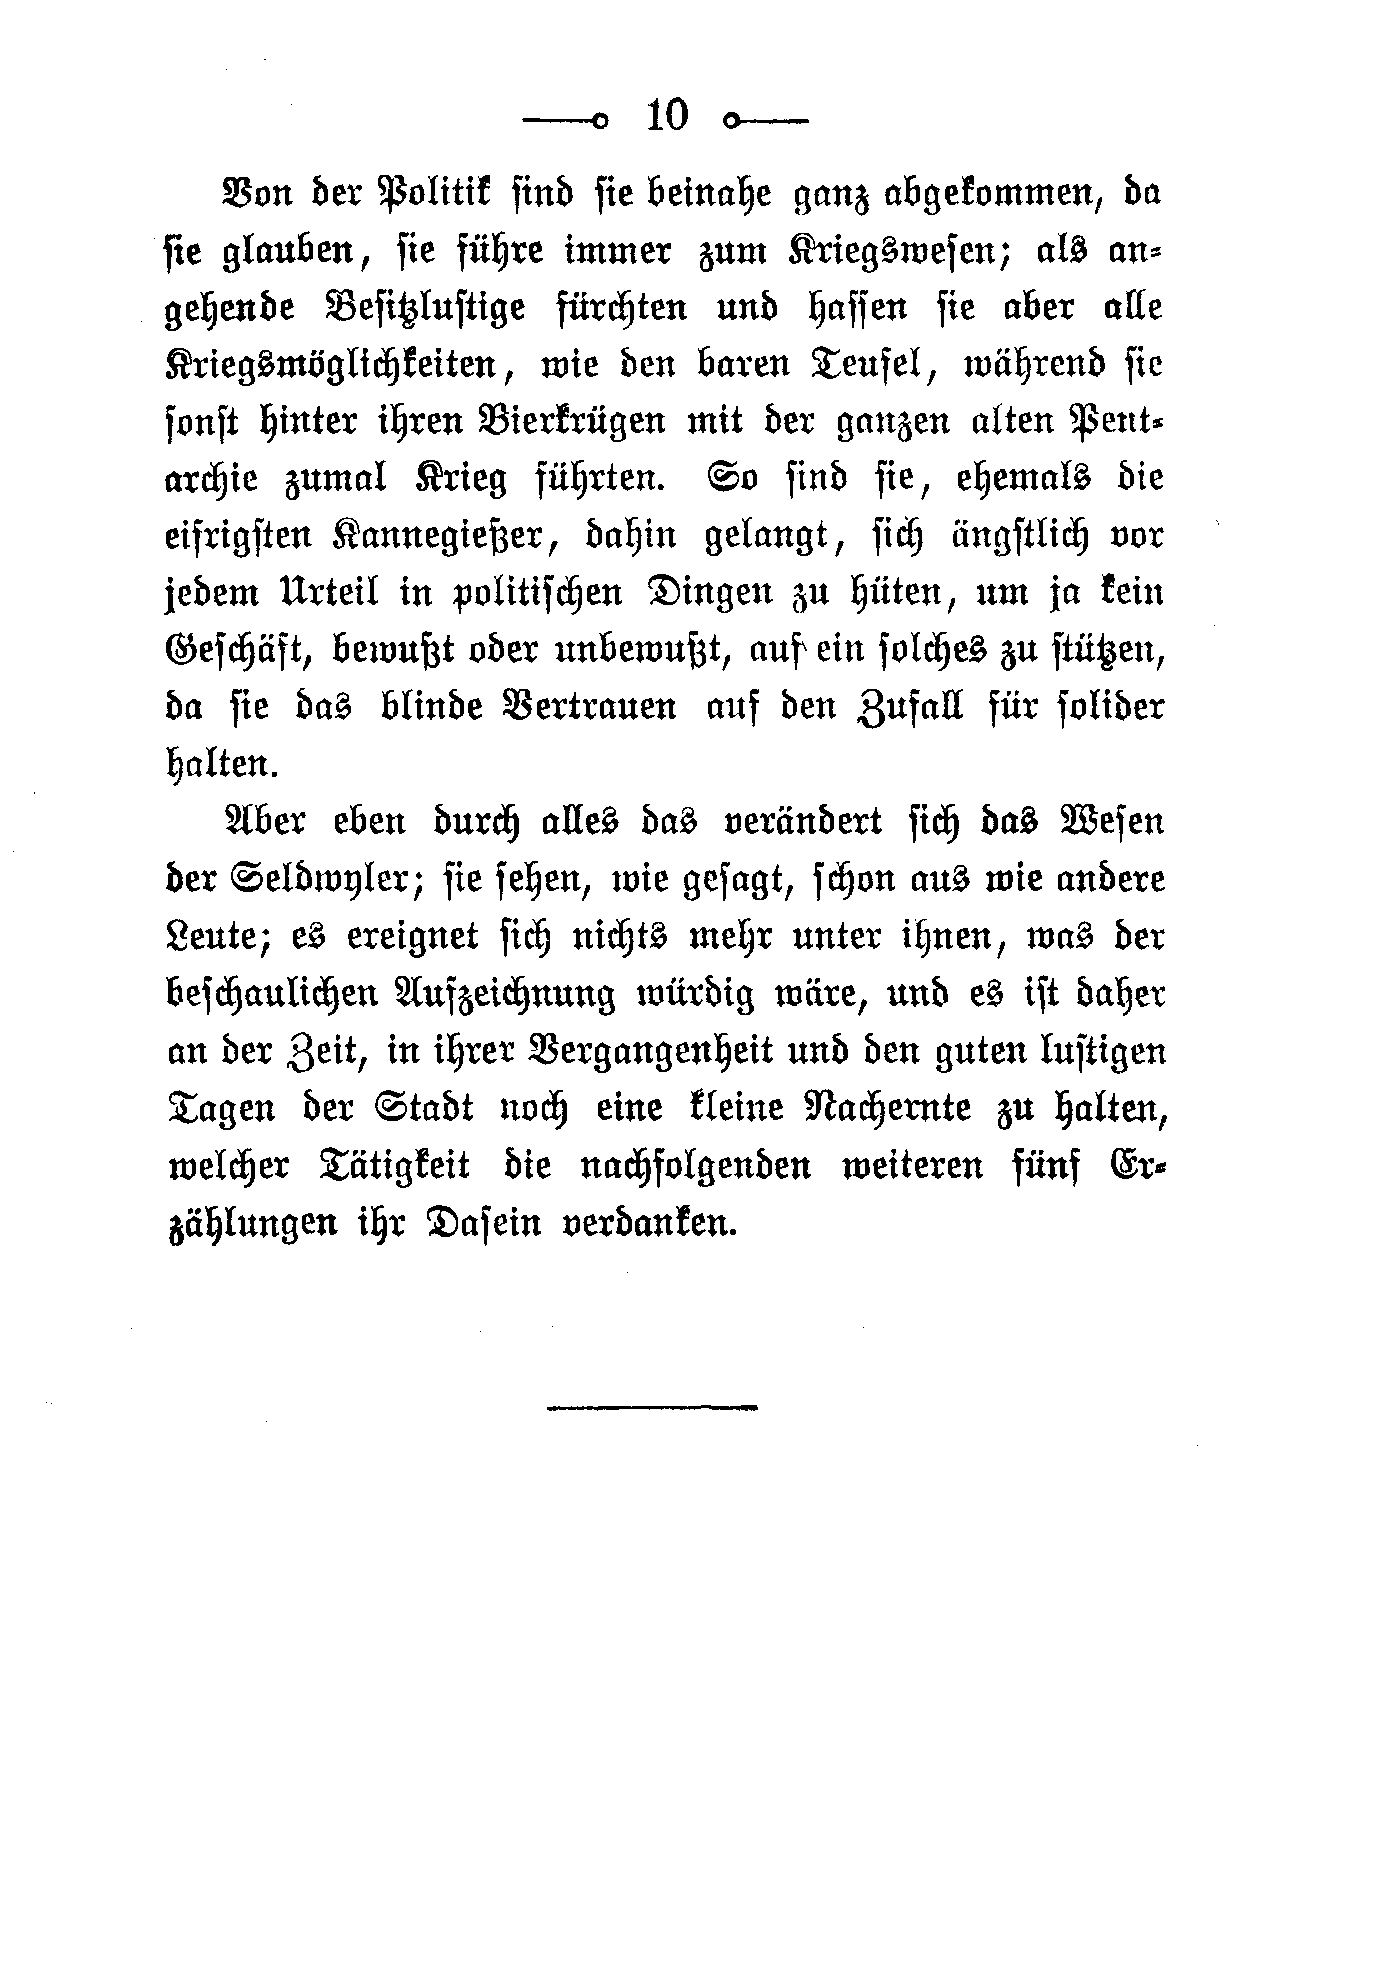 10
Von der Politik sind sie beinahe ganz abgekommen, da
sie glauben, sie führe immer zum Kriegswesen; als an-
gehende Besitzlustige fürchten und hassen sie aber alle
Kriegsmöglichkeiten, wie den baren Teufel, während sie
sonst hinter ihren Bierkrügen mit der ganzen alten Pent-
archie zumal Krieg führten. So sind sie, ehemals die
eifrigsten Kannegießer, dahin gelangt, sich ängstlich vor
jedem Urteil in politischen Dingen zu hüten, um ja kein
Geschäft, bewußt oder unbewußt, auf ein solches zu stützen,
da sie das blinde Vertrauen auf den Zufall für solider
halten.
Aber eben durch alles das verändert sich das Wesen
der Seldwyler; sie sehen, wie gesagt, schon aus wie andere
Leute; es ereignet sich nichts mehr unter ihnen, was der
beschaulichen Aufzeichnung würdig wäre, und es ist daher
an der Zeit, in ihrer Vergangenheit und den guten lustigen
Tagen der Stadt noch eine kleine Nachernte zu halten,
welcher Tätigkeit die nachfolgenden weiteren fünf Er-
zählungen ihr Dasein verdanken.